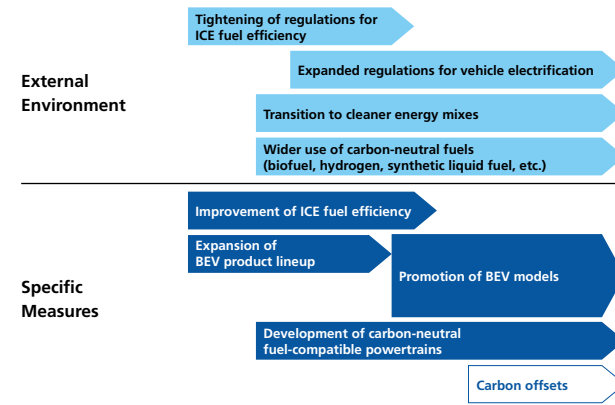 Tightening of regulations for
ICE fuel efficiency
Expanded regulations for vehicle electrification
External
Environment
Transition to cleaner energy mixes
Wider use of carbon-neutral fuels
(biofuel, hydrogen, synthetic liquid fuel, etc.)
Improvement of ICE fuel efficiency
Expansion of
BEV product lineup
Promotion of BEV models
Specific
Measures
Development of carbon-neutral
fuel-compatible powertrains
Carbon offsets